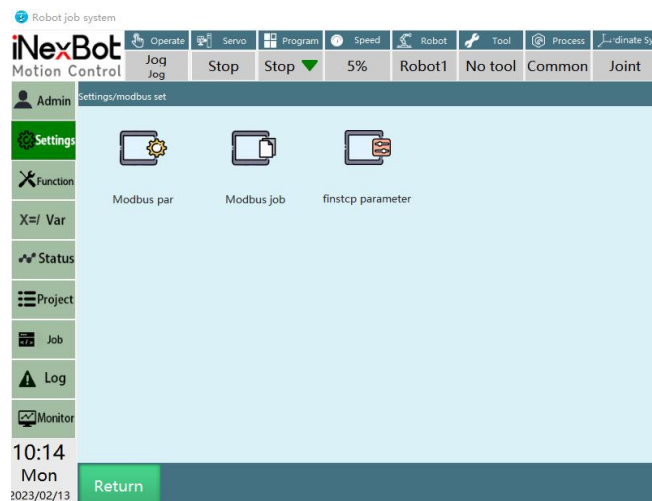 Robot job system
iNexBot
Motion Control
Operate Servo Program Speed Robot Tool Process dinate Sy
Jog
Jog
Stop Stop 5% Robot1 No tool Common Joint
Admin
Settings/modbus set
Settings
Function
X=/ Var
Status
Project
Job
Log
Monitor
Modbus par Modbus job finstcp parameter
10:14
Mon
2023/02/13
Return